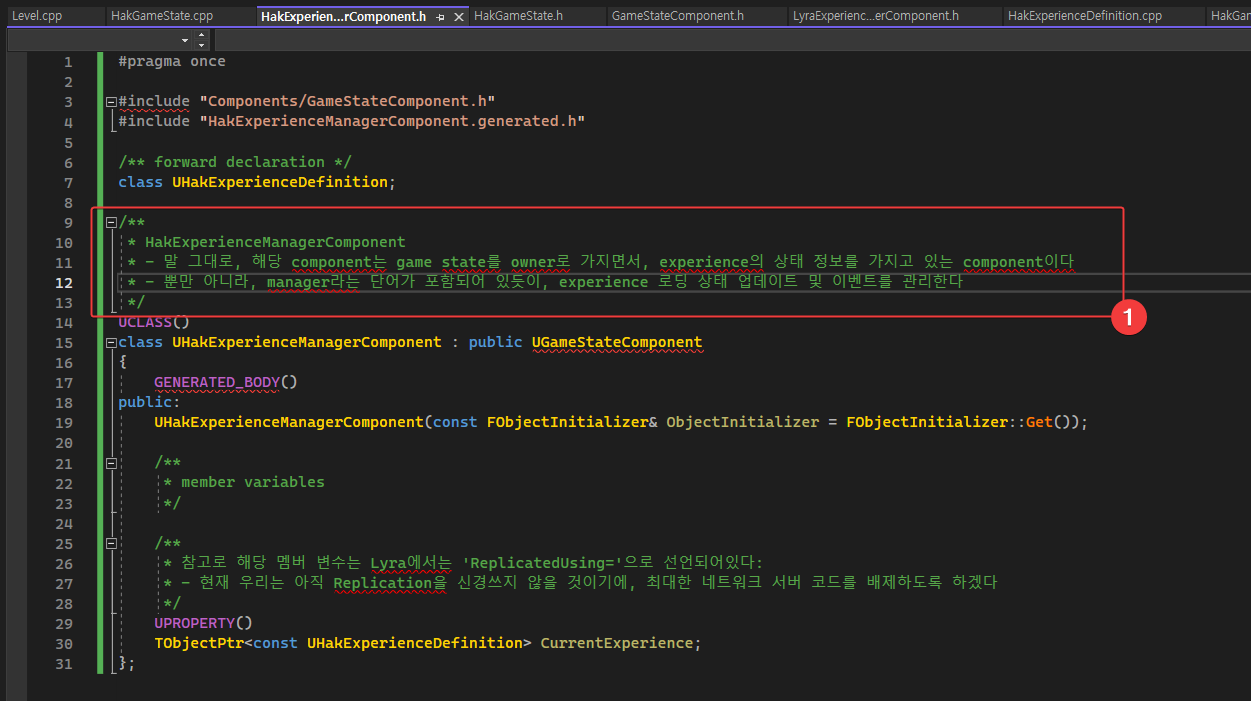 Level.cpp HakGameState.cpp HakExperien...rComponent.h HakGameState.h GameStateComponent.h LyraExperienc...erComponent.h HakExperienceDefinition.cpp HakGar
1 #pragma once
2
3 #include "Components/GameStateComponent.h"
4 #include "HakExperienceManagerComponent.generated.h"
5
6 /** forward declaration */
7 class UHakExperienceDefinition;
8
9 /**
10 * HakExperienceManagerComponent
11 * - 말 그대로, 해당 component는 game state를 owner로 가지면서, experience의 상태 정보를 가지고 있는 component이다
12 * - 뿐만 아니라, manager라는 단어가 포함되어 있듯이, experience 로딩 상태 업데이트 및 이벤트를 관리한다
13 */
1
14 UCLASS()
15 class UHakExperienceManagerComponent : public UGameStateComponent
16 {
17 GENERATED_BODY()
18 public:
19 UHakExperienceManagerComponent(const FObjectInitializer& ObjectInitializer = FObjectInitializer::Get());
20
21 /**
22 * member variables
23 */
24
25 /**
26 * 참고로 해당 멤버 변수는 Lyra에서는 'ReplicatedUsing='으로 선언되어있다:
27 * - 현재 우리는 아직 Replication을 신경쓰지 않을 것이기에, 최대한 네트워크 서버 코드를 배제하도록 하겠다
28 */
29 UPROPERTY()
30 TObjectPtr<const UHakExperienceDefinition> CurrentExperience;
31 };